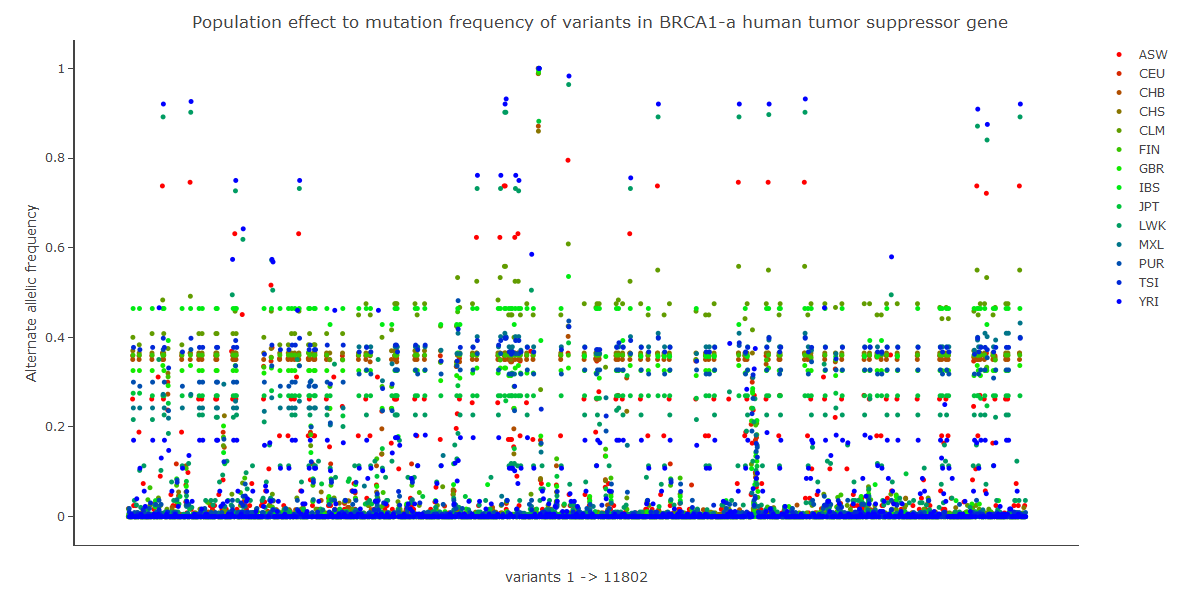 Population effect to mutation frequency of variants in BRCA1-a human tumor suppressor gene
Alternate allelic frequency
1
0.8
0.6
0.4
0.2
0
variants 1 -> 11802
ASW
CEU
CHB
CHS
CLM
FIN
GBR
IBS
JPT
LWK
MXL
PUR
TSI
YRI